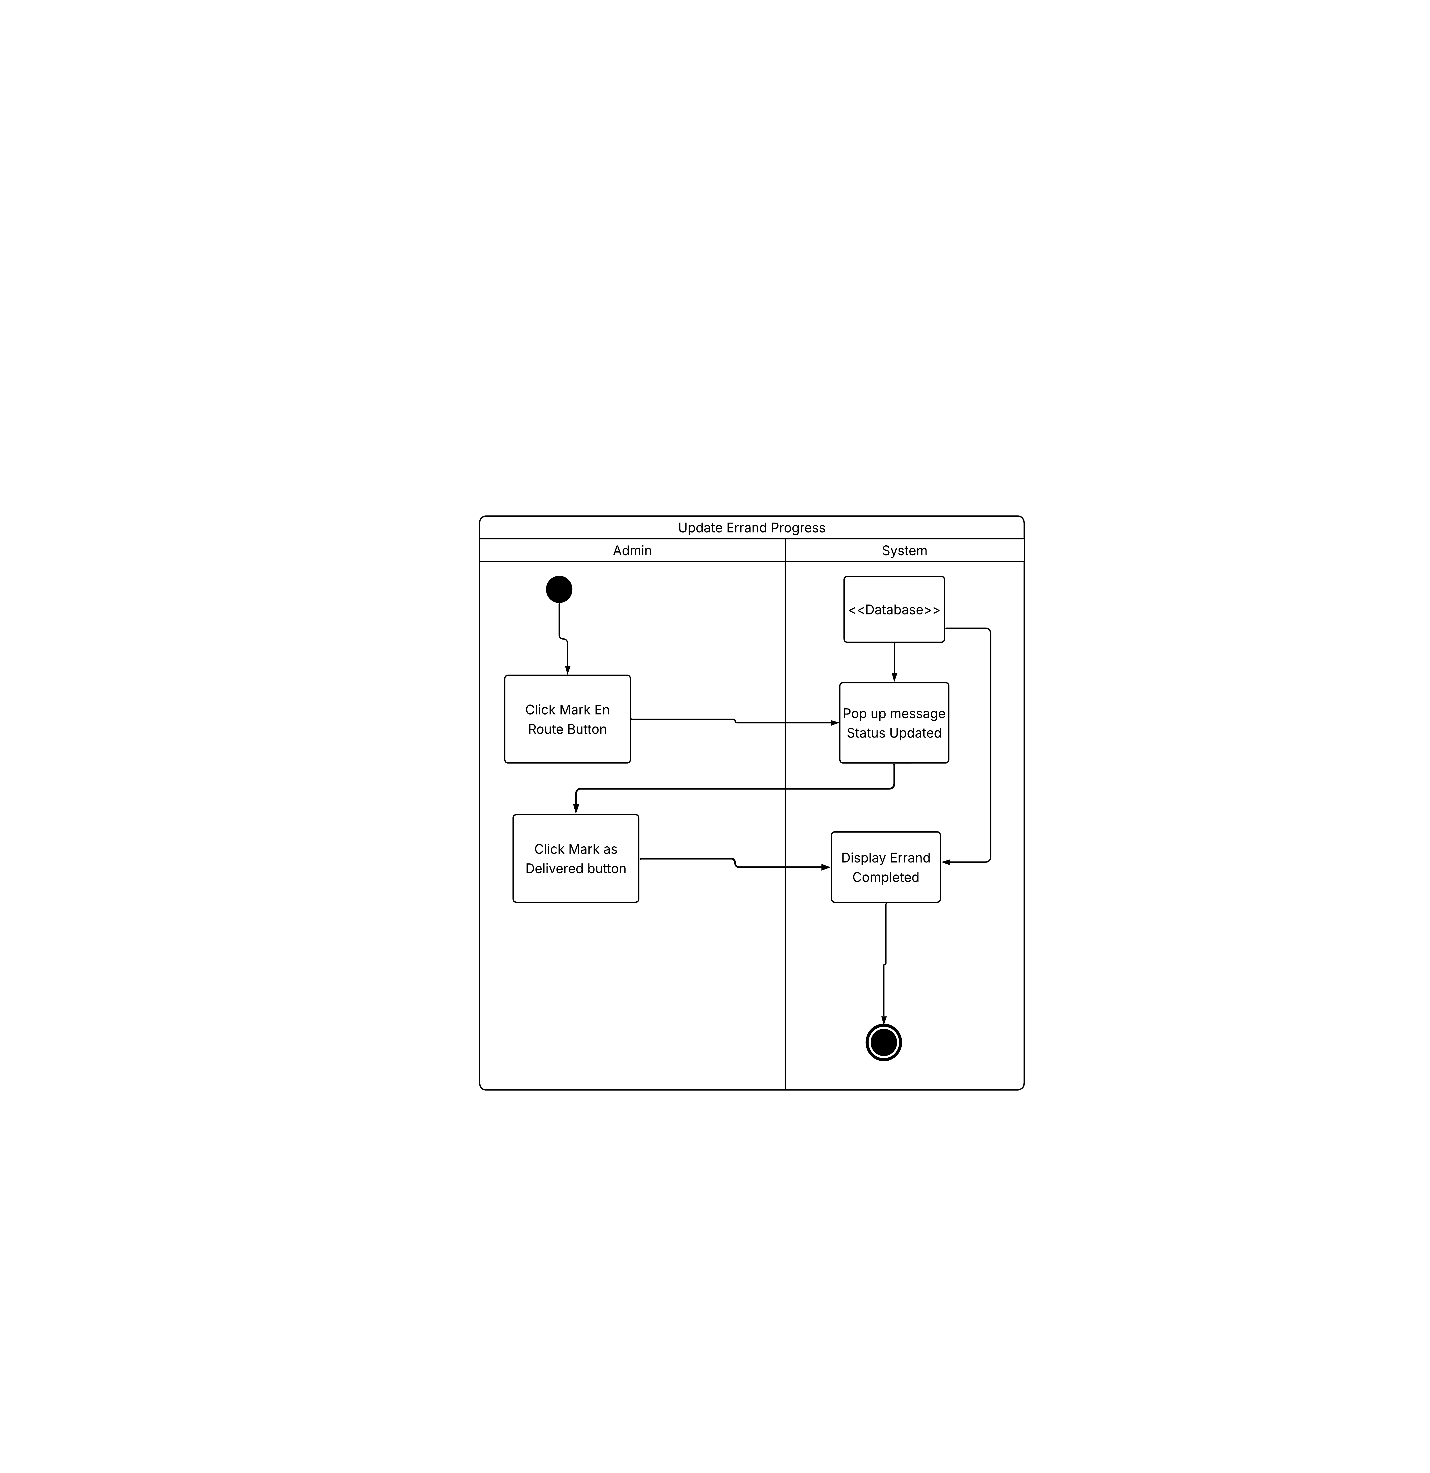 Update Errand Progress
Admin
System
<<Database>>
Click Mark En
Route Button
Pop up message
Status Updated
Click Mark as
Delivered button
Display Errand
Completed